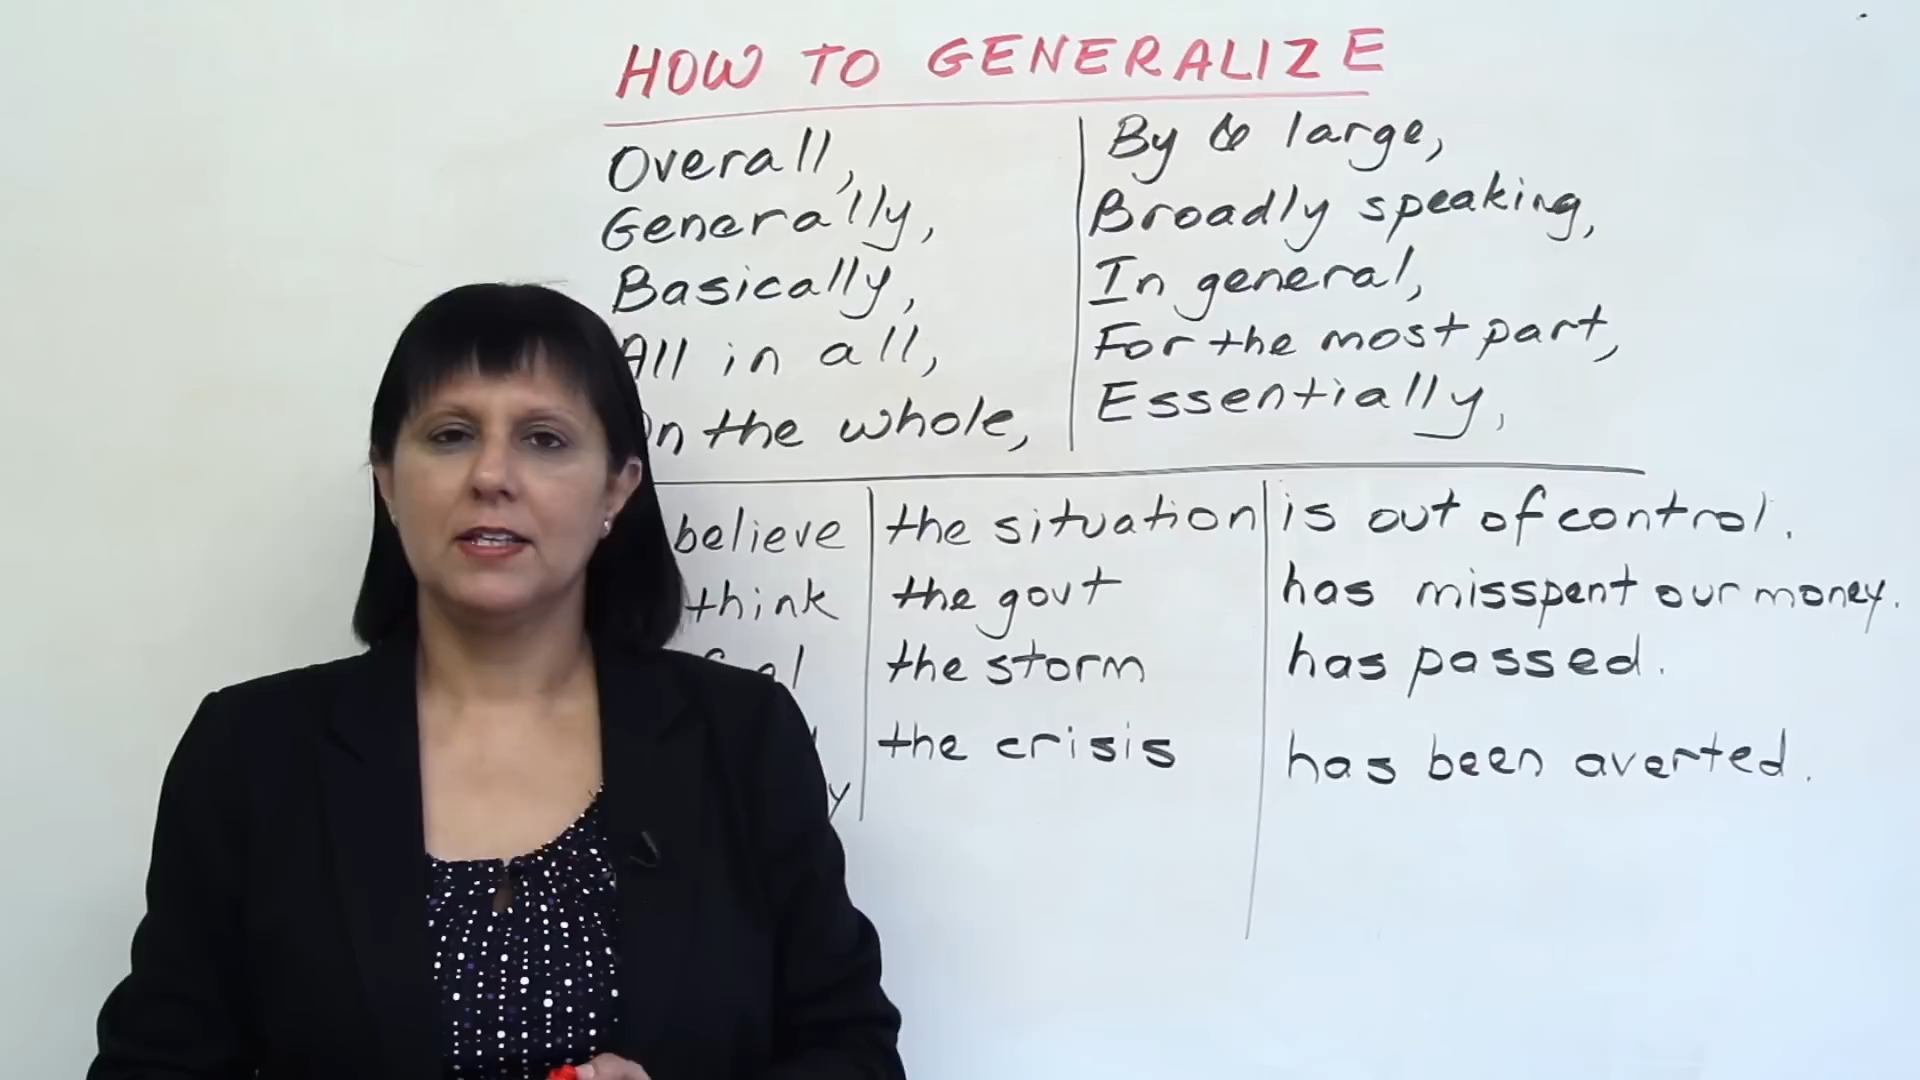 HOW TO GENERALIZE
Overall,
Generally,
Basically,
All in all,
On the whole,
By & large,
Broadly speaking,
In general,
For the most part,
Essentially,
believe the situation is out of control.
think the govt has misspent our money.
the storm has passed.
the crisis has been averted.